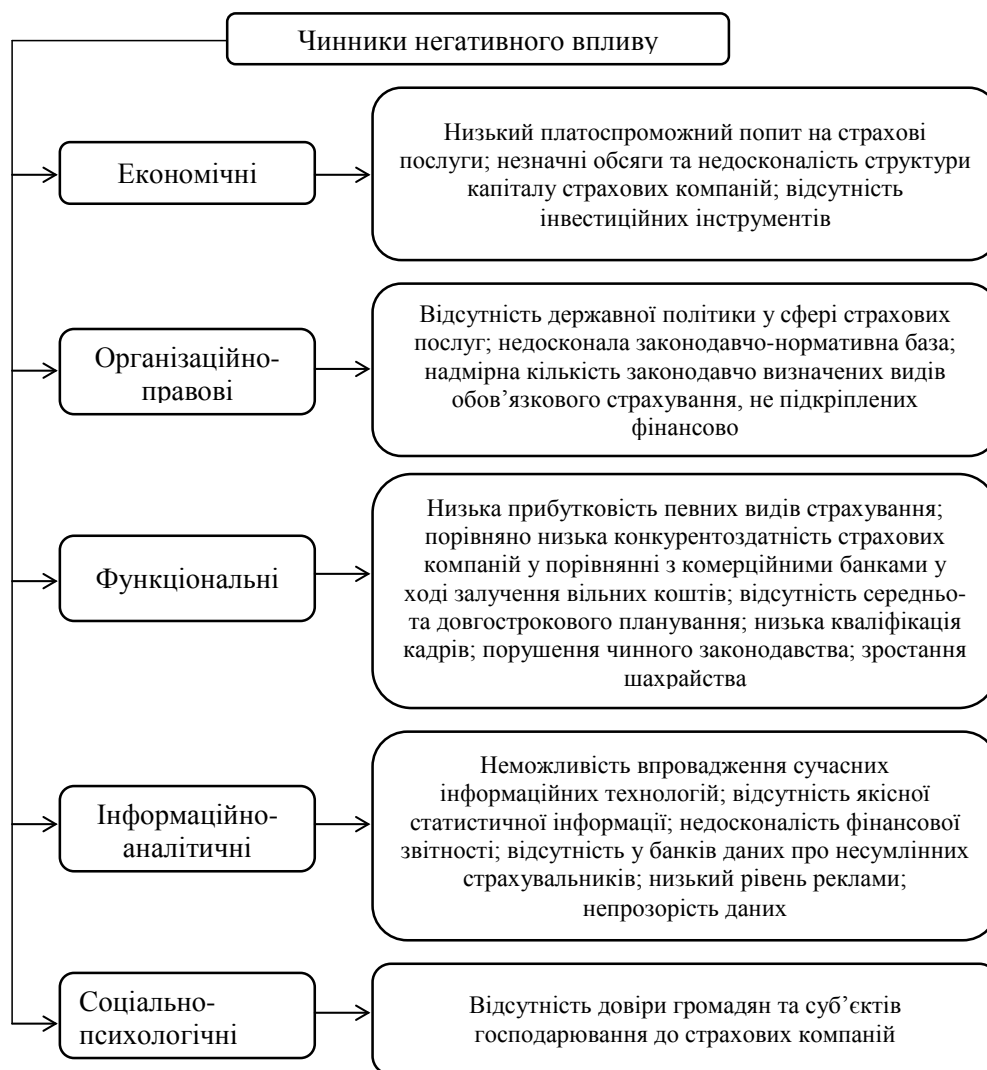 Чинники негативного впливу
Економічні
Низький платоспроможний попит на страхові
послуги; незначні обсяги та недосконалість структури
капіталу страхових компаній; відсутність
інвестиційних інструментів
Організаційно-
правові
Відсутність державної політики у сфері страхових
послуг; недосконала законодавчо-нормативна база;
надмірна кількість законодавчо визначених видів
обов’язкового страхування, не підкріплених
фінансово
Функціональні
Низька прибутковість певних видів страхування;
порівняно низька конкурентоздатність страхових
компаній у порівнянні з комерційними банками у
ході залучення вільних коштів; відсутність середньо-
та довгострокового планування; низька кваліфікація
кадрів; порушення чинного законодавства; зростання
шахрайства
Інформаційно-
аналітичні
Неможливість впровадження сучасних
інформаційних технологій; відсутність якісної
статистичної інформації; недосконалість фінансової
звітності; відсутність у банків даних про несумлінних
страхувальників; низький рівень реклами;
непрозорість даних
Соціально-
психологічні
Відсутність довіри громадян та суб’єктів
господарювання до страхових компаній